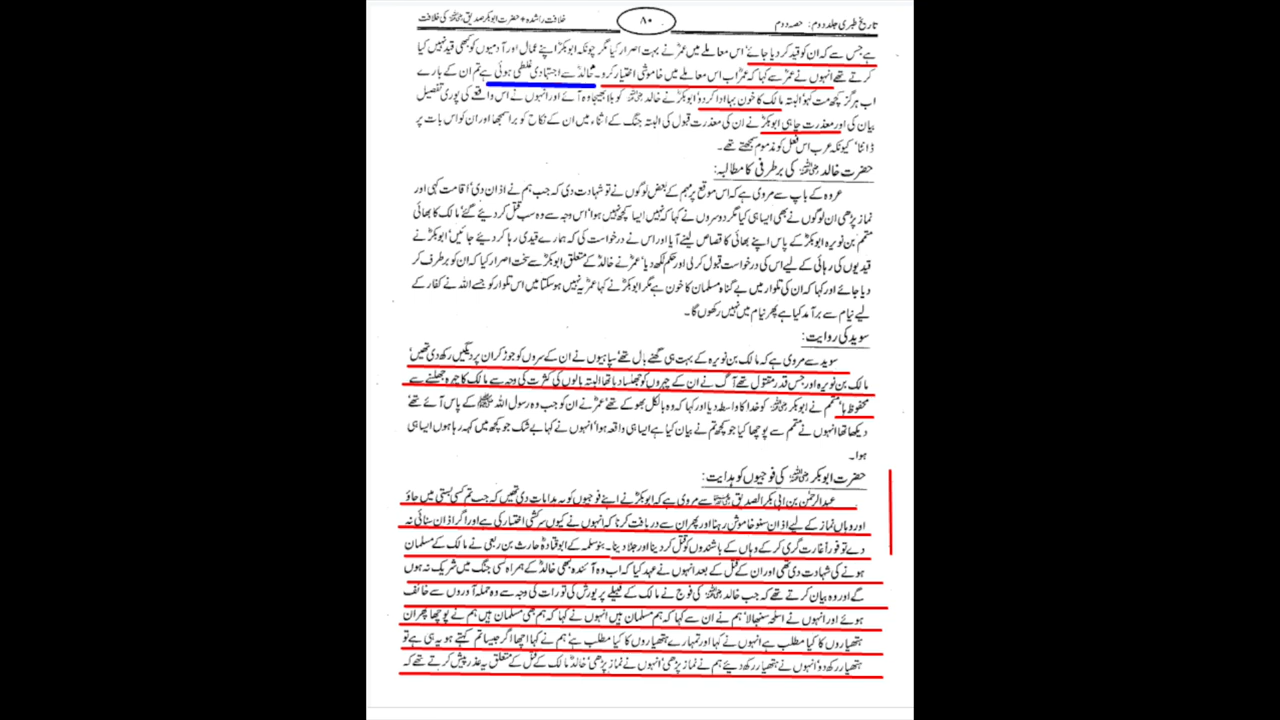 تاریخ طبری جلد دوم: حصہ دوم ۸۰ خلافت راشدہ + حضرت ابوبکر صدیق رضی اللہ عنہ کی خلافت
ہے جس سے کہ ان کو قید کر دیا جائے' اس معاملے میں عمرؓ نے بہت اصرار کیا مگر چونکہ ابوبکرؓ اپنے عمال اور آدمیوں کو کبھی قید نہیں کیا
کرتے تھے انہوں نے عمرؓ سے کہا کہ عمرؓ اب اس معاملے میں خاموشی اختیار کرو۔ خالدؓ سے اجتہادی غلطی ہوئی ہے تم ان کے بارے
اب ہرگز کچھ مت کہو' البتہ مالک کا خون بہا ادا کر دو' ابوبکرؓ نے خالد رضی اللہ عنہ کو بلا بھیجا وہ آئے اور انہوں نے اس واقعے کی پوری تفصیل
بیان کی اور معذرت چاہی ابوبکرؓ نے ان کی معذرت قبول کی البتہ جنگ کے اثناء میں ان کے نکاح کو برا سمجھا اور ان کو اس بات پر
ڈانٹا' کیونکہ عرب اس فعل کو مذموم سمجھتے تھے۔
حضرت خالد رضی اللہ عنہ کی برطرفی کا مطالبہ:
عروہ کے باپ سے مروی ہے کہ اس موقع پر مہم کے بعض لوگوں نے تو شہادت دی کہ جب ہم نے اذان دی' اقامت کہی اور
نماز پڑھی ان لوگوں نے بھی ایسا ہی کیا مگر دوسروں نے کہا کہ نہیں ایسا کچھ نہیں ہوا' اس وجہ سے وہ سب قتل کر دیئے گئے' مالک کا بھائی
متمم بن نویرہ ابوبکرؓ کے پاس اپنے بھائی کا قصاص لینے آیا اور اس نے درخواست کی کہ ہمارے قیدی رہا کر دیئے جائیں' ابوبکرؓ نے
قیدیوں کی رہائی کے لیے اس کی درخواست قبول کر لی اور حکم لکھ دیا' عمرؓ نے خالدؓ کے متعلق ابوبکرؓ سے سخت اصرار کیا کہ ان کو برطرف کر
دیا جائے اور کہا کہ ان کی تلوار میں بے گناہ مسلمان کا خون ہے مگر ابوبکرؓ نے کہا عمرؓ یہ نہیں ہو سکتا میں اس تلوار کو جسے اللہ نے کفار کے
لیے نیام سے برآمد کیا ہے پھر نیام میں نہیں رکھوں گا۔
سوید کی روایت:
سوید سے مروی ہے کہ مالک بن نویرہ کے بہت ہی گھنے بال تھے' سپاہیوں نے ان کے سروں کو جوڑ کر ان پر دیگیں رکھ دی تھیں'
مالک بن نویرہ اور جس قدر مقتول تھے آگ نے ان کے چہروں کو جھلسا دیا تھا البتہ بالوں کی کثرت کی وجہ سے مالک کا چہرہ جھلنے سے
محفوظ رہا' متمم نے ابوبکر رضی اللہ عنہ کو خدا کا واسطہ دیا اور کہا کہ وہ بالکل بھوکے تھے' عمرؓ نے ان کو جب وہ رسول اللہ ﷺ کے پاس آئے تھے
دیکھا تھا انہوں نے متمم سے پوچھا کیا جو کچھ تم نے بیان کیا ہے ایسا ہی واقعہ ہوا' انہوں نے کہا بے شک جو کچھ میں کہہ رہا ہوں ایسا ہی
ہوا۔
حضرت ابوبکر رضی اللہ عنہ کی فوجیوں کو ہدایت:
عبدالرحمن بن ابی بکر الصدیق رضی اللہ عنہ سے مروی ہے کہ ابوبکرؓ نے اپنے فوجیوں کو یہ ہدایات دی تھیں کہ جب تم کسی بستی میں جاؤ
اور وہاں نماز کے لیے اذان سنو خاموش رہنا اور پھر ان سے دریافت کرنا کہ انہوں نے کیوں سرکشی اختیار کی ہے اور اگر اذان سنائی نہ
دے تو فوراً غارت گری کر کے وہاں کے باشندوں کو قتل کر دینا اور جلا دینا۔ بنو سلمہ کے ابوقتادہؓ حارث بن ربعی نے مالک کے مسلمان
ہونے کی شہادت دی تھی اور ان کے قتل کے بعد انہوں نے عہد کیا کہ اب وہ آئندہ بھی خالدؓ کے ہمراہ کسی جنگ میں شریک نہ ہوں
گے اور وہ بیان کرتے تھے کہ جب خالد رضی اللہ عنہ کی فوج نے مالک کے قبیلے پر یورش کی تو رات کی وجہ سے وہ حملہ آوروں سے خائف
ہوئے اور انہوں نے اسلحہ سنبھالا' ہم نے ان سے کہا کہ ہم مسلمان ہیں انہوں نے کہا کہ ہم بھی مسلمان ہیں ہم نے پوچھا پھر ان
ہتھیاروں کا کیا مطلب ہے انہوں نے کہا اور تمہارے ہتھیاروں کا کیا مطلب ہے' ہم نے کہا اچھا اگر جیسا تم کہتے ہو یہ ہی ہے تو
ہتھیار رکھ دو' انہوں نے ہتھیار رکھ دیئے ہم نے نماز پڑھی' انہوں نے نماز پڑھی' خالدؓ مالک کے قتل کے متعلق یہ عذر پیش کرتے تھے کہ